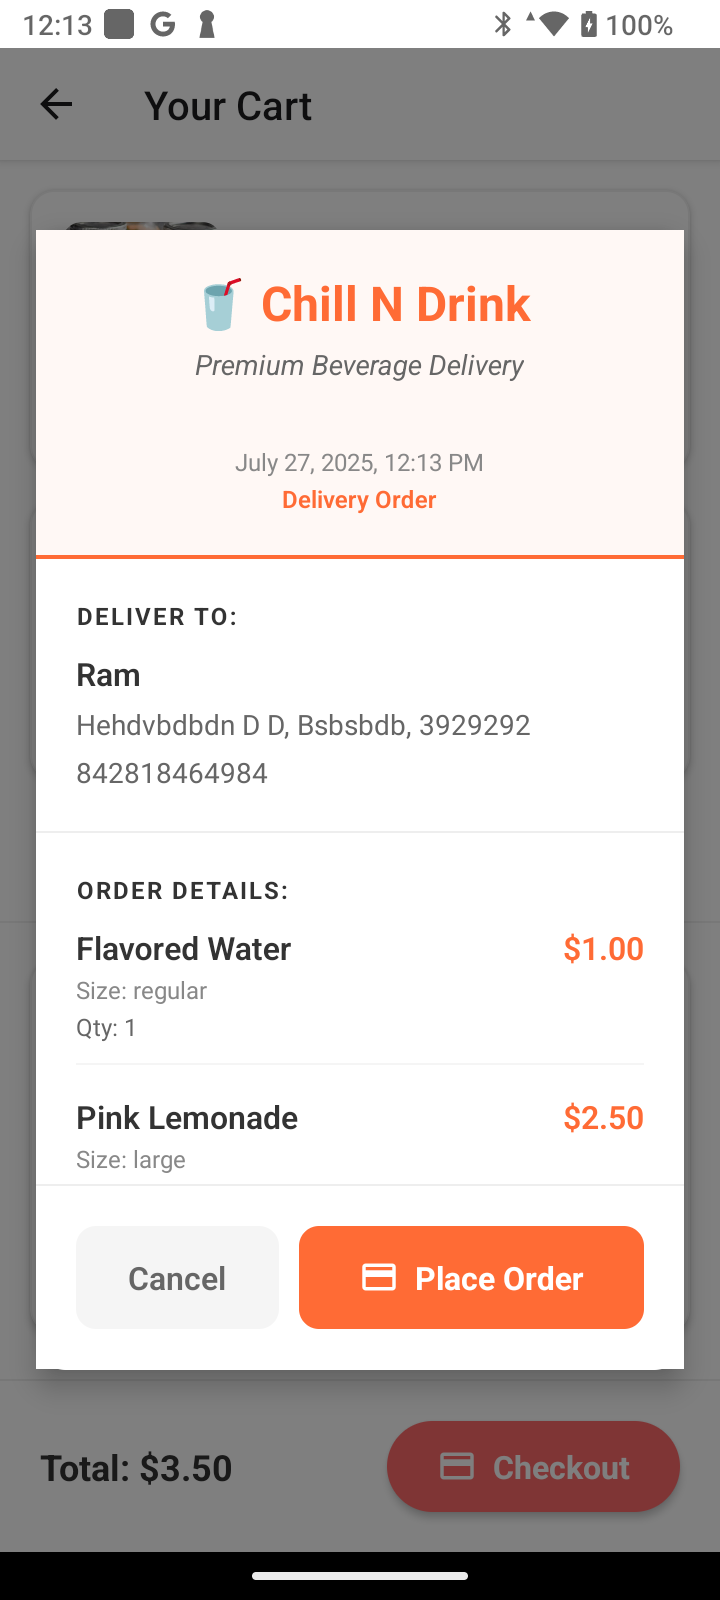 12:13
100%
Your Cart
Chill N Drink
Premium Beverage Delivery
July 27, 2025, 12:13 PM
Delivery Order
DELIVER TO:
Ram
Hehdvbdbdn D D, Bsbsbdb, 3929292
842818464984
ORDER DETAILS:
Flavored Water $1.00
Size: regular
Qty: 1
Pink Lemonade $2.50
Size: large
Cancel Place Order
Total: $3.50 Checkout